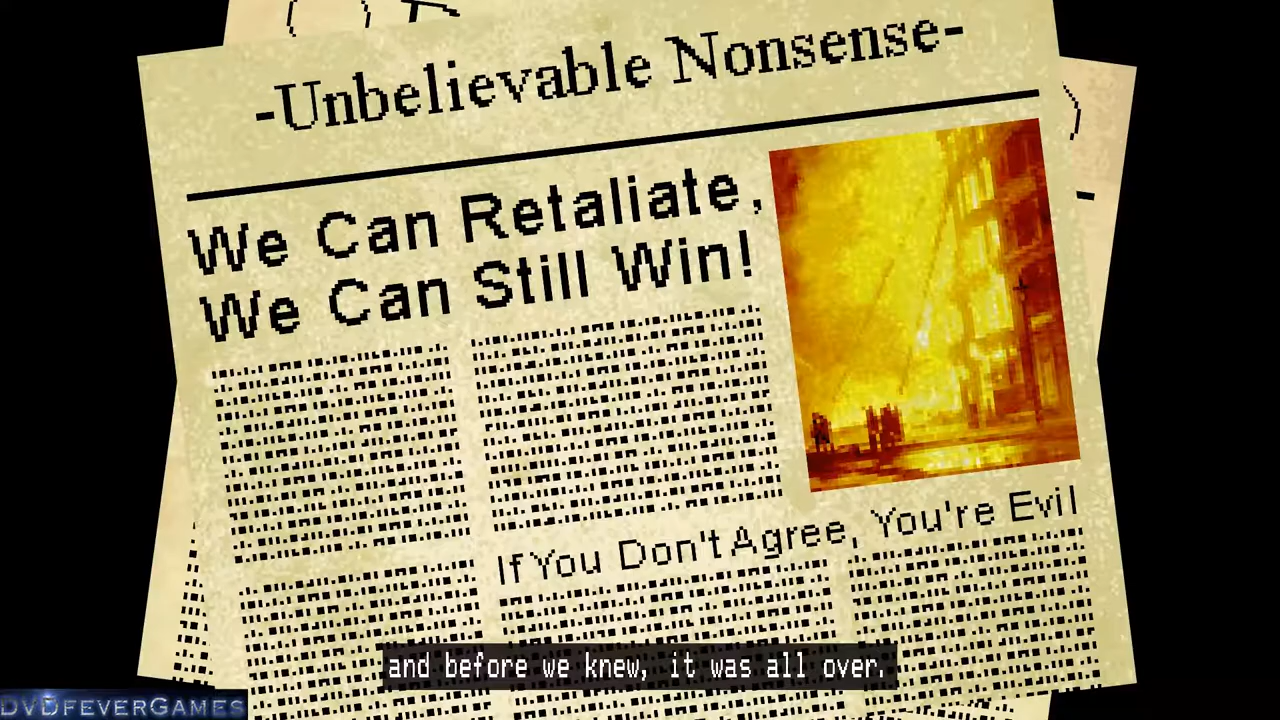 -Unbelievable Nonsense-
We Can Retaliate,
We Can Still Win!
If You Don't Agree, You're Evil
and before we knew, it was all over.
DVDFEVERGAMES